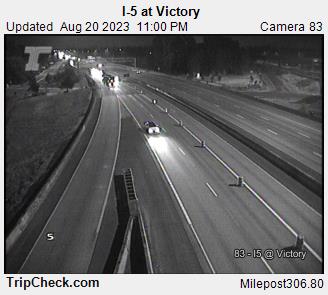 I-5 at Victory
Updated Aug 20 2023 11:00 PM Camera 83
S
83 - I5 @ Victory
TripCheck.com Milepost306.80